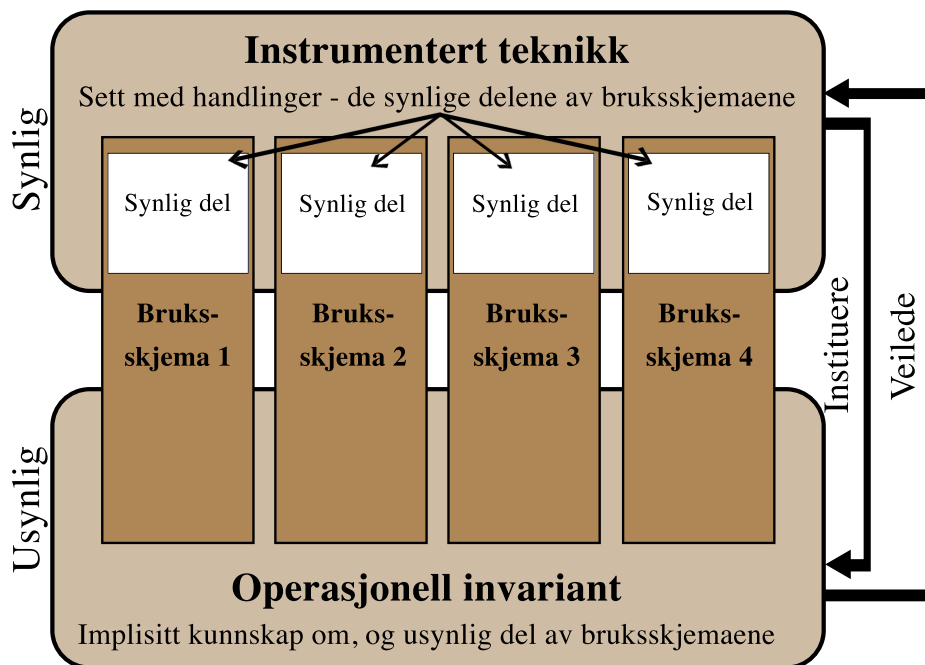 Instrumentert teknikk
Sett med handlinger - de synlige delene av bruksskjemaene
Synlig
Synlig del
Synlig del
Synlig del
Synlig del
Bruks-
skjema 1
Bruks-
skjema 2
Bruks-
skjema 3
Bruks-
skjema 4
Instituere
Veilede
Usynlig
Operasjonell invariant
Implisitt kunnskap om, og usynlig del av bruksskjemaene